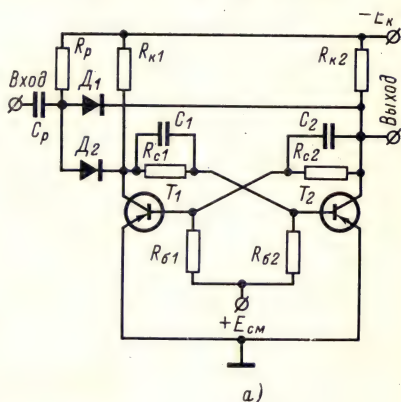 −Eк
Rр
Rк1
Rк2
Вход
Д1
Выход
Cр
C1
C2
Д2
Rс1
Rс2
T1
T2
Rб1
Rб2
+Eсм
а)